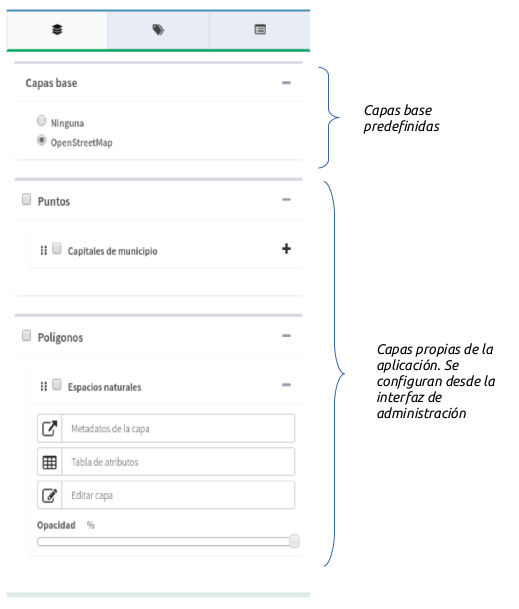 Capas base
Ninguna
OpenStreetMap
Capas base
predefinidas
Puntos
Capitales de municipio
Polígonos
Espacios naturales
Metadatos de la capa
Tabla de atributos
Editar capa
Opacidad %
Capas propias de la
aplicación. Se
configuran desde la
interfaz de
administración